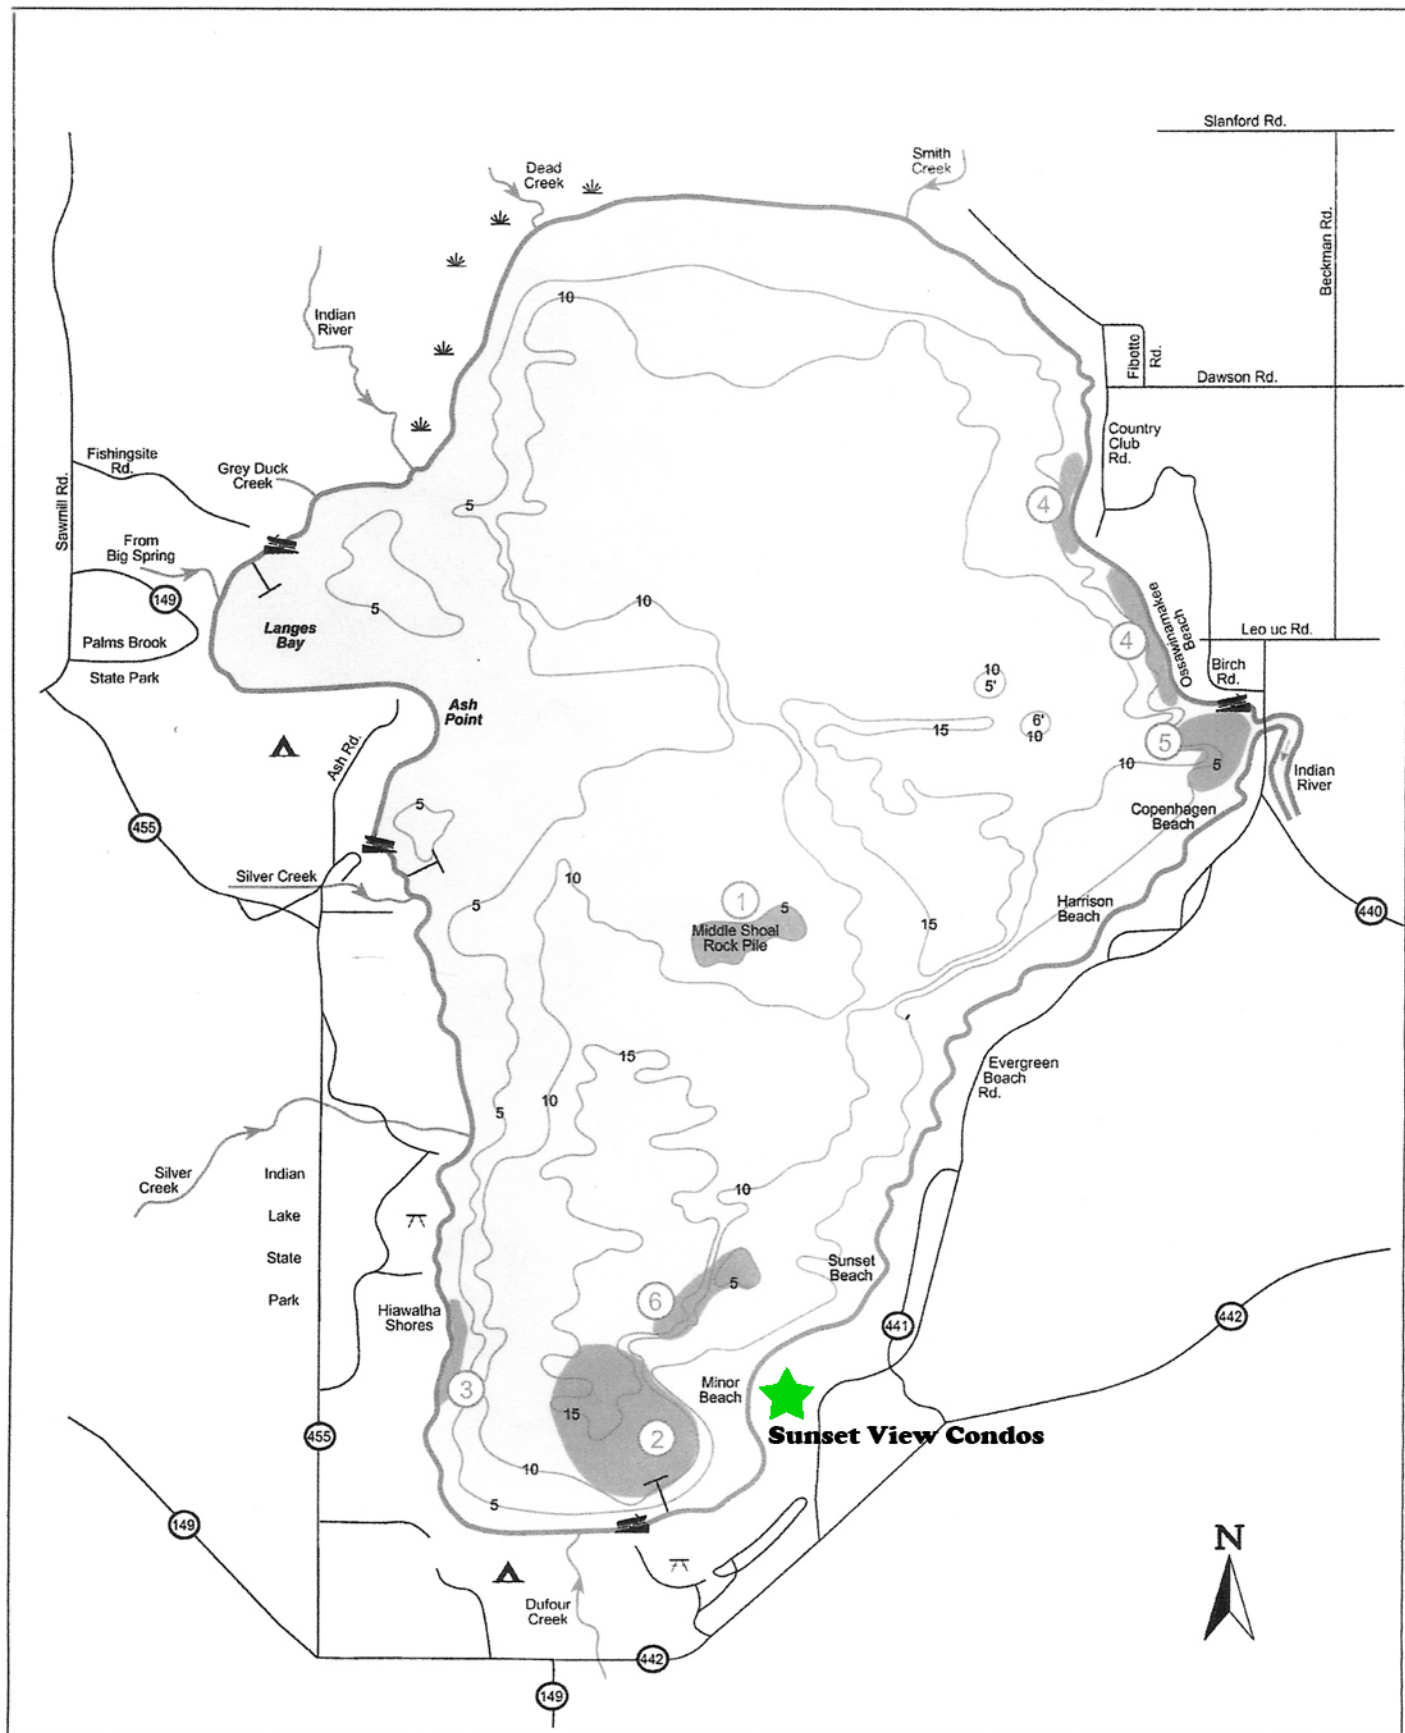 Slanford Rd.
Smith
Creek
Dead
Creek
Beckman Rd.
10
Indian
River
Fibette
Rd.
Dawson Rd.
Country
Club
Rd.
Fishingsite
Rd.
Grey Duck
Creek
Sawmill Rd.
5
4
From
Big Spring
149
5
10
Langes
Bay
Ossawinamakee
Beach
Leo uc Rd.
4
Palms Brook
State Park
Birch
Rd.
10
5'
Ash
Point
6'
10
15
5
10
5
Indian
River
Ash Rd.
5
Copenhagen
Beach
455
Silver Creek
10
5
1
5
Middle Shoal
Rock Pile
Harrison
Beach
440
15
15
Evergreen
Beach
Rd.
5
10
Silver
Creek
Indian
Lake
State
Park
10
Sunset
Beach
5
6
Hiawatha
Shores
441
442
3
Minor
Beach
15
2
Sunset View Condos
455
10
5
149
N
Dufour
Creek
442
149